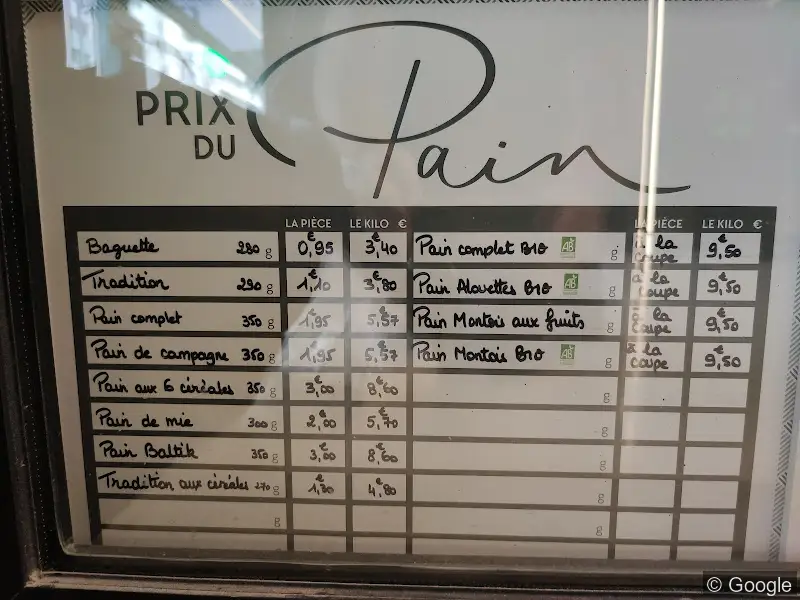 PRIX
DU
Pain
LA PIÈCE LE KILO €
Baguette 280 g 0,€95 3,€40
Tradition 290 g 1,€10 3,€80
Pain complet 350 g 1,€95 5,€57
Pain de campagne 350 g 1,€95 5,€57
Pain aux 6 céréales 350 g 3,€00 8,€60
Pain de mie 300 g 2,€00 5,€70
Pain Baltik 350 g 3,€00 8,€60
Tradition aux céréales 270 g 1,€30 4,€80
g
g
LA PIÈCE LE KILO €
Pain complet BIO AB g à la coupe 9,€50
Pain Alouettes BIO AB g à la coupe 9,€50
Pain Montois aux fruits g à la coupe 9,€50
Pain Montois BIO AB g à la coupe 9,€50
g
g
g
g
g
© Google